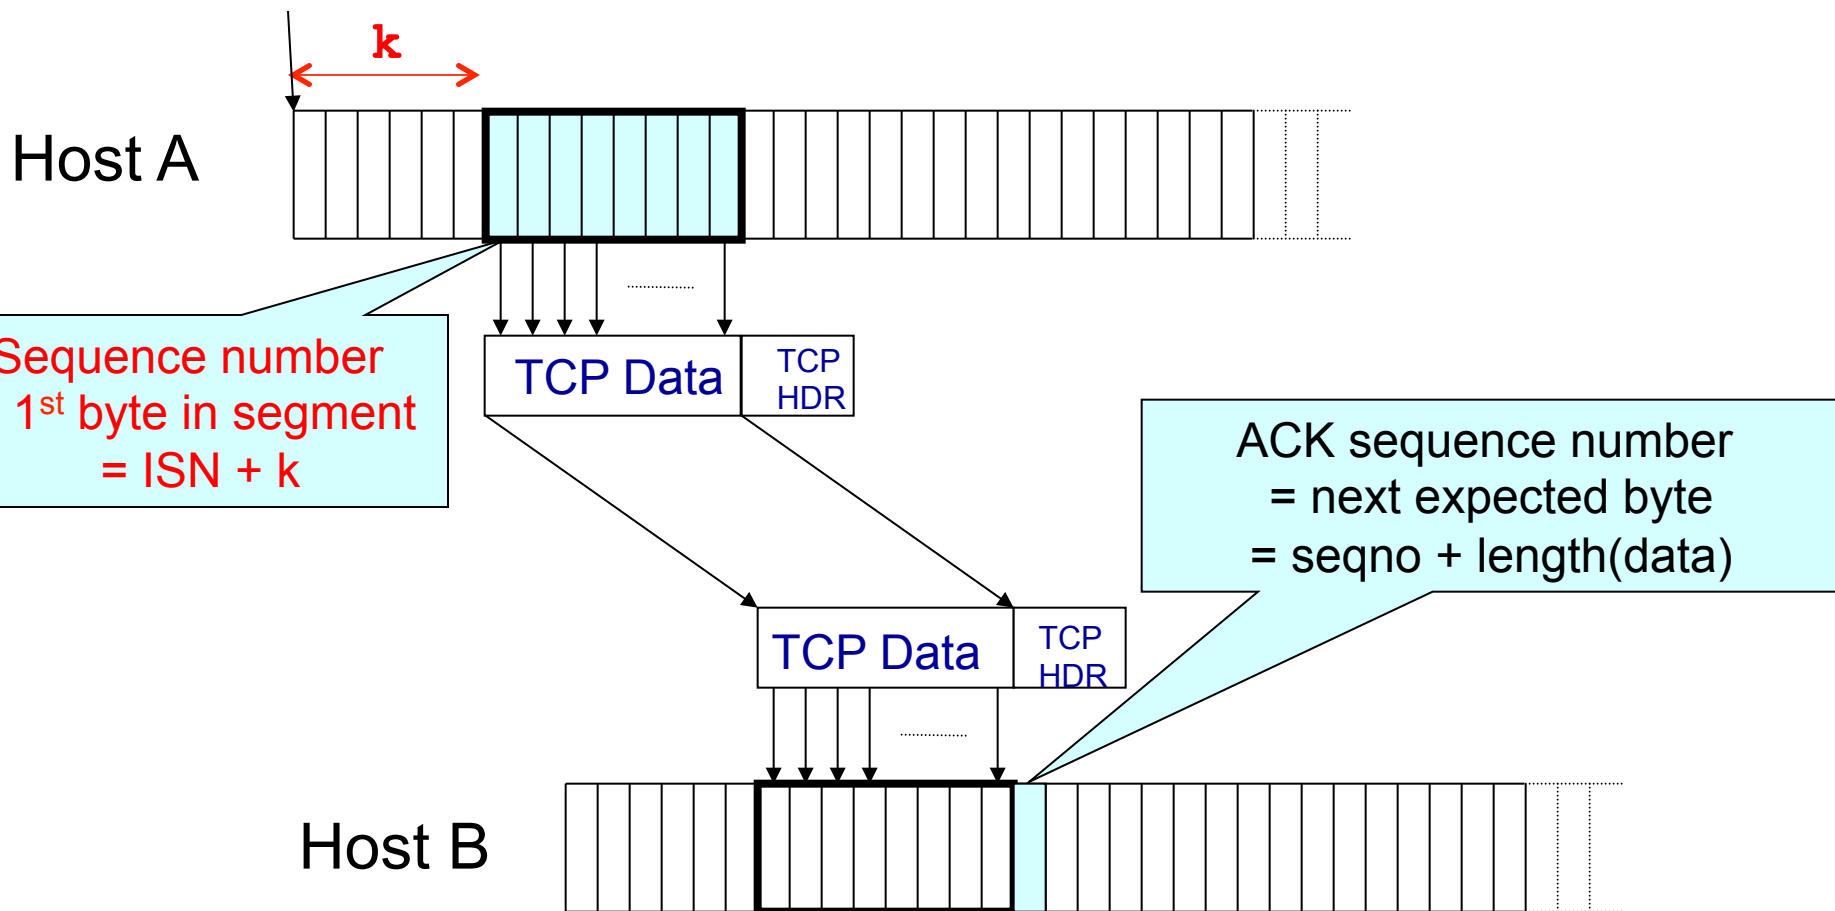 k
Host A
Sequence number
1st byte in segment
= ISN + k
TCP Data
TCP
HDR
ACK sequence number
= next expected byte
= seqno + length(data)
TCP Data
TCP
HDR
Host B